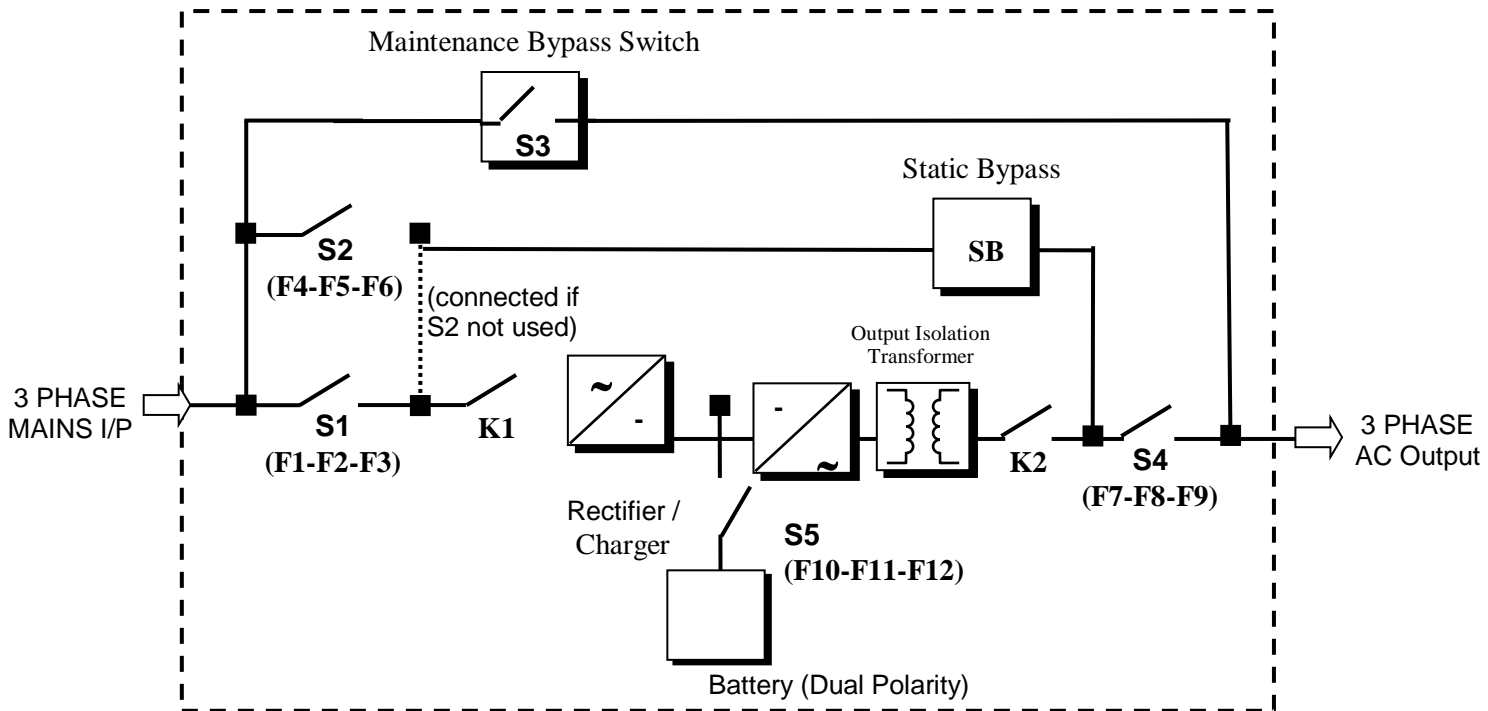 Maintenance Bypass Switch
S3
Static Bypass
SB
S2
(F4-F5-F6)
(connected if
S2 not used)
Output Isolation
Transformer
3 PHASE
MAINS I/P
S1
(F1-F2-F3)
K1
~
-
-
~
K2
S4
(F7-F8-F9)
3 PHASE
AC Output
Rectifier /
Charger
S5
(F10-F11-F12)
Battery (Dual Polarity)